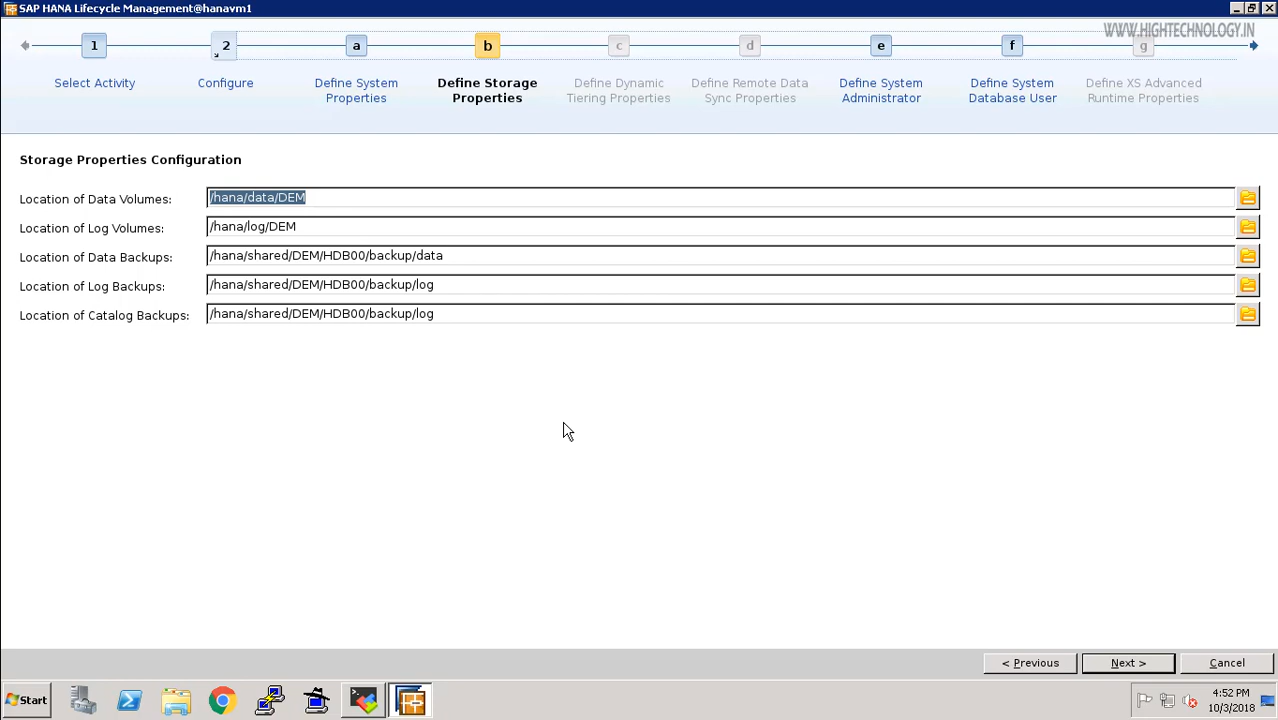 SAP HANA Lifecycle Management@hanavm1
WWW.HIGHTECHNOLOGY.IN
1
2
a
b
c
d
e
f
g
Select Activity
Configure
Define System
Properties
Define Storage
Properties
Define Dynamic
Tiering Properties
Define Remote Data
Sync Properties
Define System
Administrator
Define System
Database User
Define XS Advanced
Runtime Properties
Storage Properties Configuration
Location of Data Volumes: /hana/data/DEM
Location of Log Volumes: /hana/log/DEM
Location of Data Backups: /hana/shared/DEM/HDB00/backup/data
Location of Log Backups: /hana/shared/DEM/HDB00/backup/log
Location of Catalog Backups: /hana/shared/DEM/HDB00/backup/log
< Previous
Next >
Cancel
Start
4:52 PM
10/3/2018